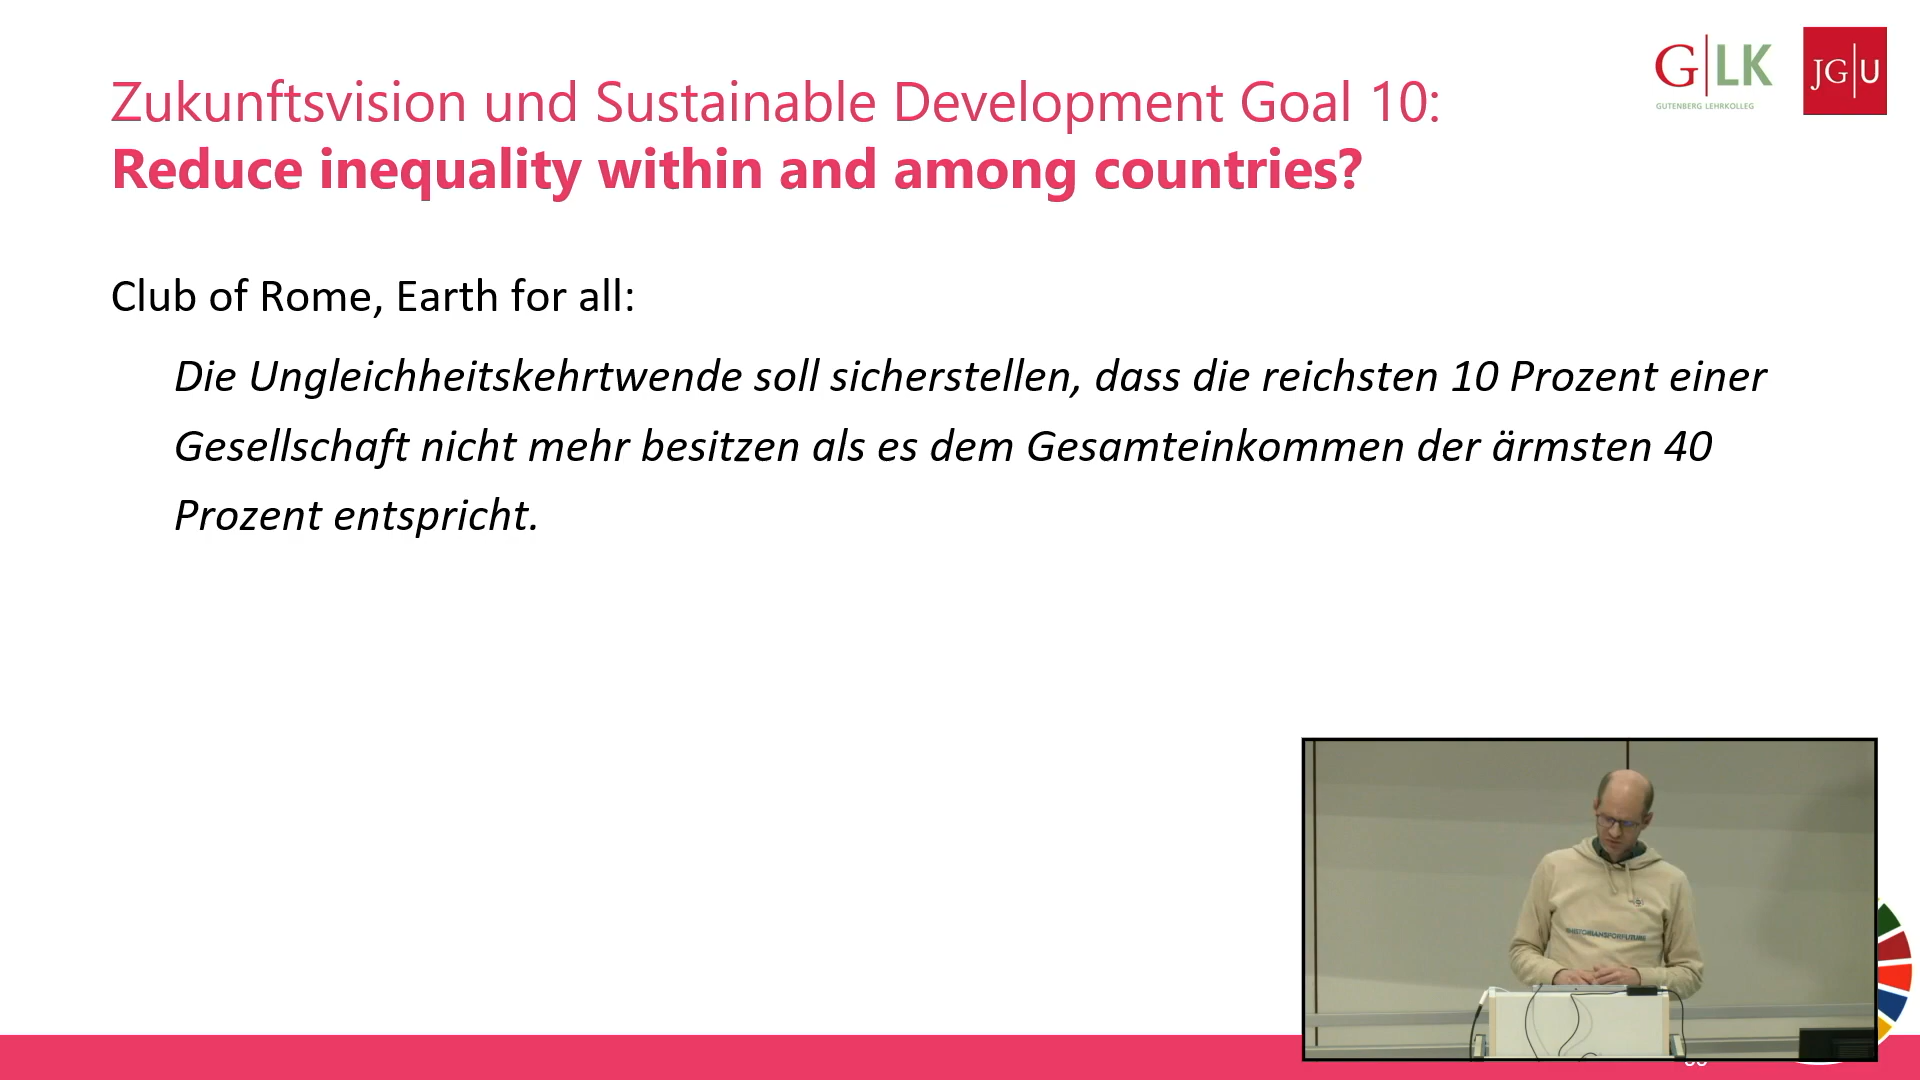 Zukunftsvision und Sustainable Development Goal 10:
Reduce inequality within and among countries?
G|LK
GUTENBERG LEHRKOLLEG
JG|U
Club of Rome, Earth for all:
Die Ungleichheitskehrtwende soll sicherstellen, dass die reichsten 10 Prozent einer
Gesellschaft nicht mehr besitzen als es dem Gesamteinkommen der ärmsten 40
Prozent entspricht.
#HISTORIANSFORFUTURE